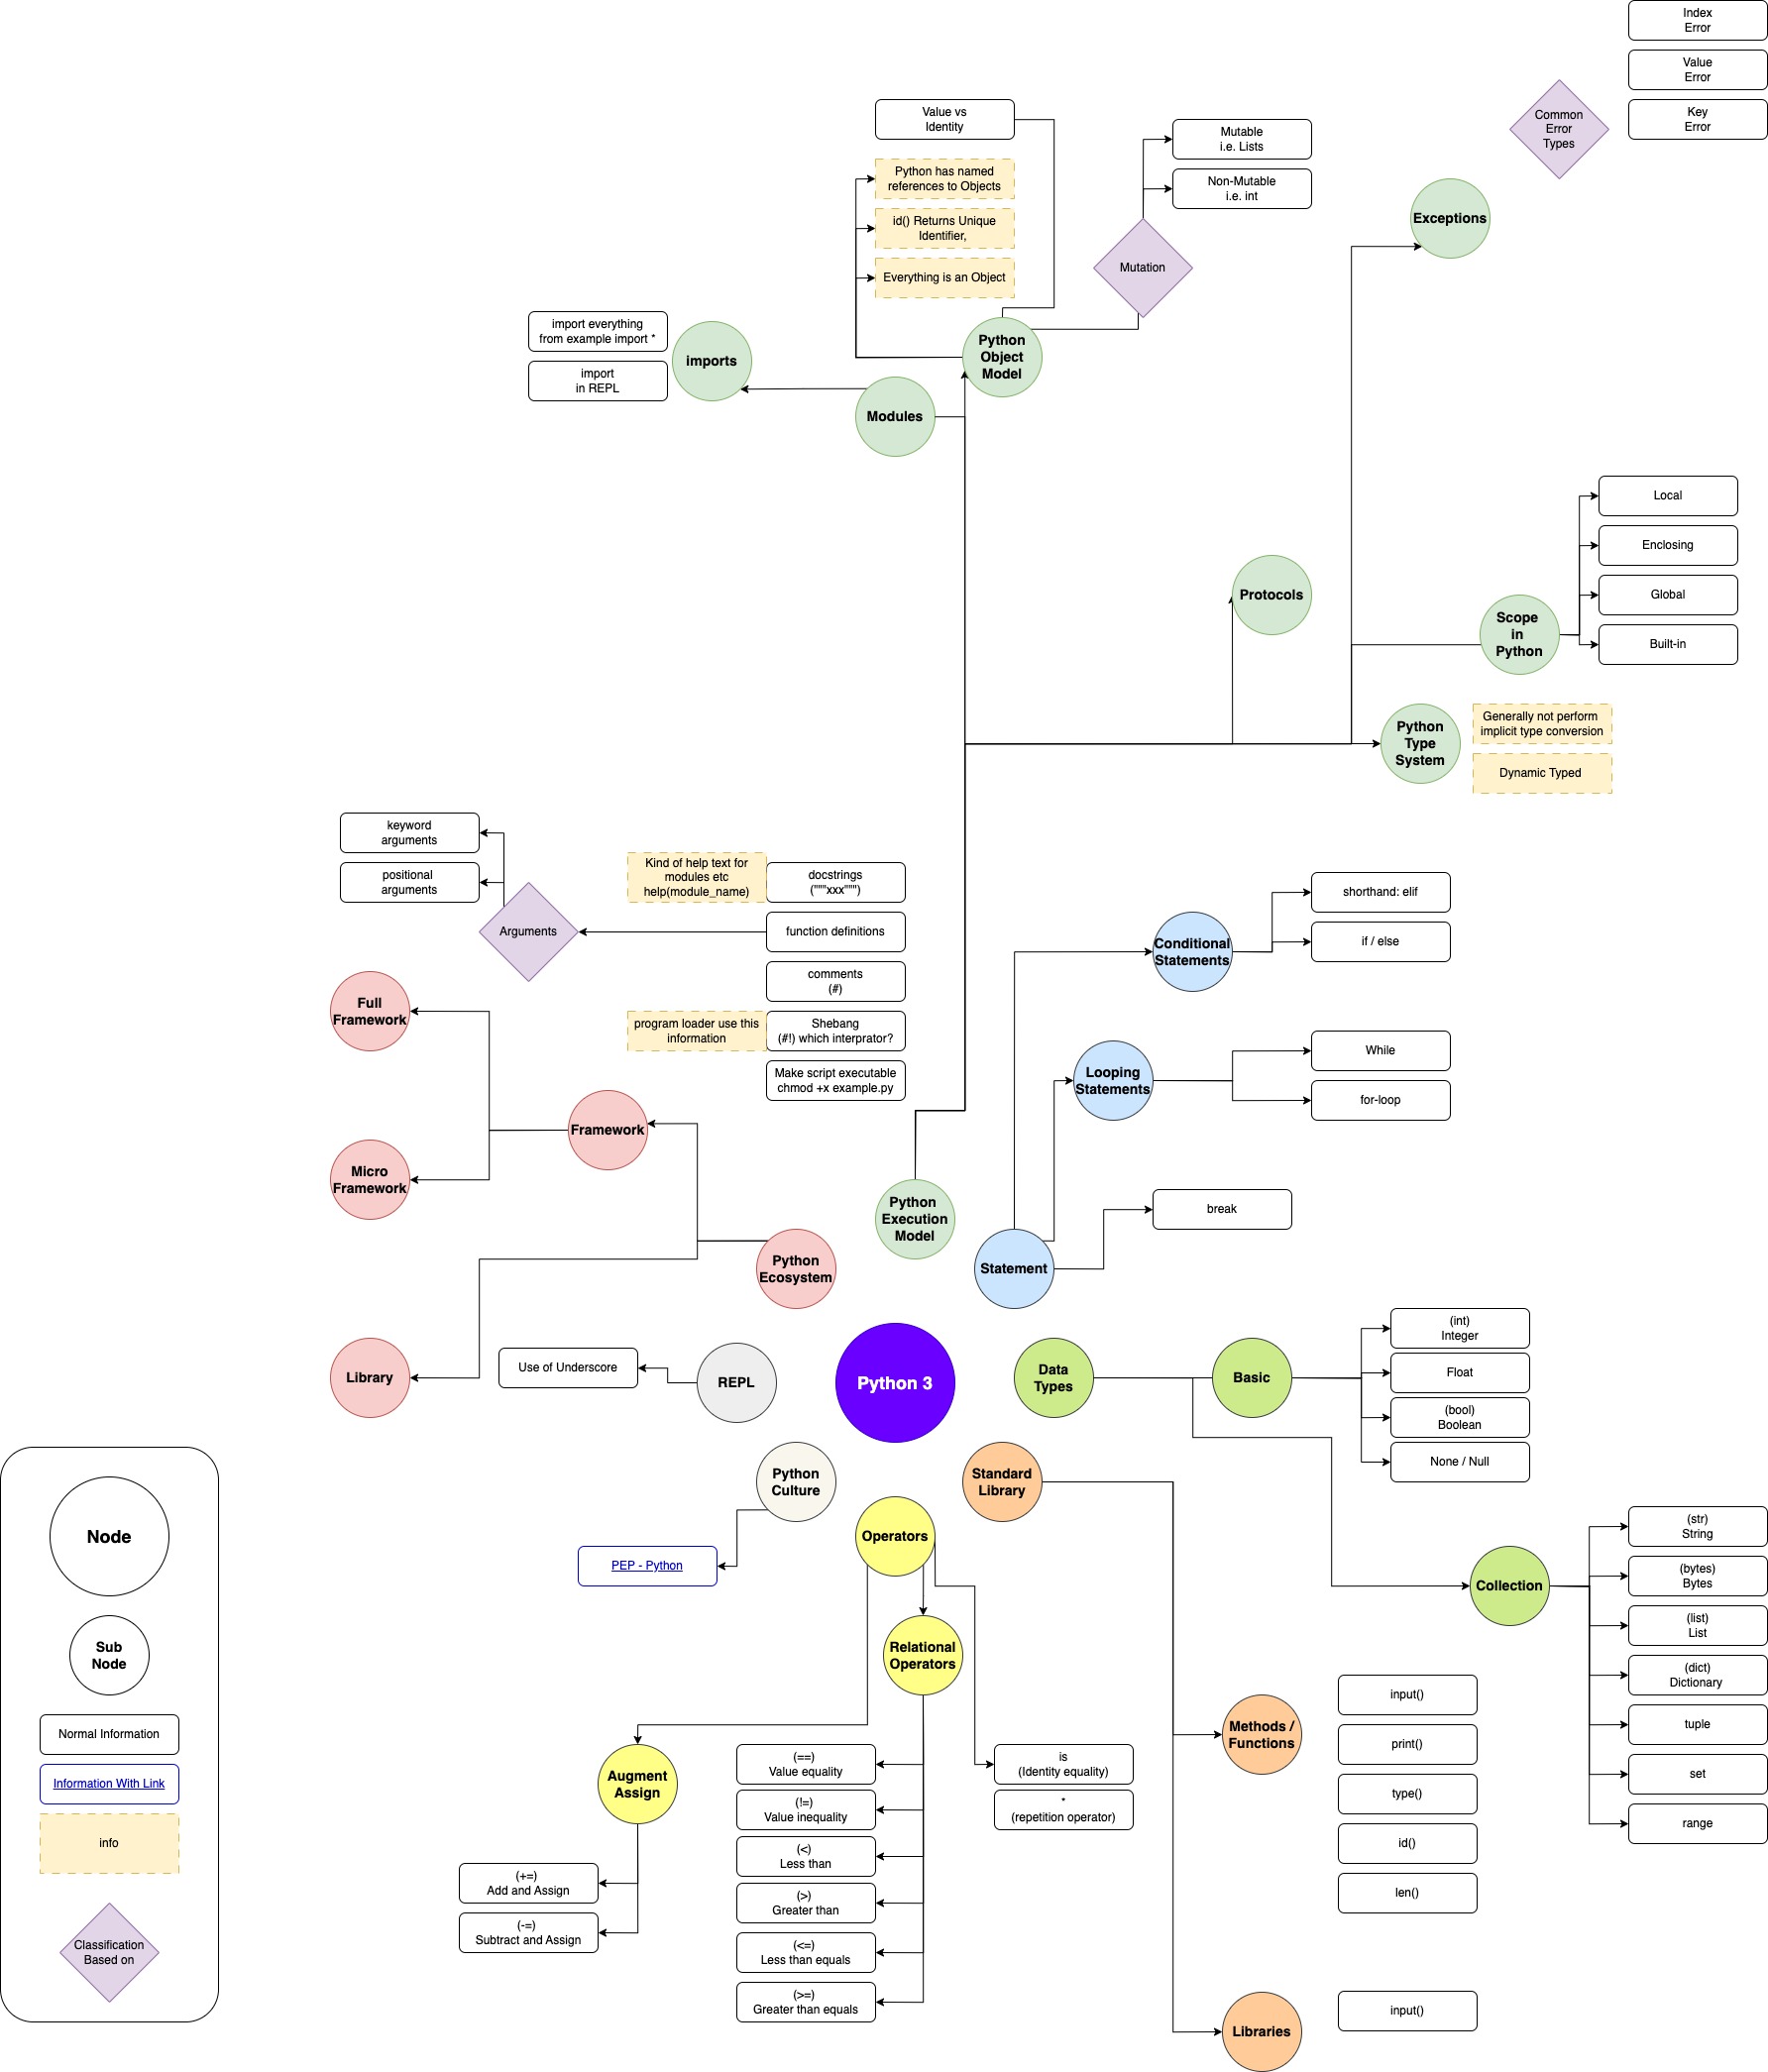 Index
Error
Value
Error
Key
Error
Common
Error
Types
Value vs
Identity
Python has named
references to Objects
id() Returns Unique
Identifier,
Everything is an Object
Mutable
i.e. Lists
Non-Mutable
i.e. int
Mutation
Exceptions
import everything
from example import *
import
in REPL
imports
Modules
Python
Object
Model
Local
Enclosing
Global
Built-in
Protocols
Scope
in
Python
Python
Type
System
Generally not perform
implicit type conversion
Dynamic Typed
keyword
arguments
positional
arguments
Arguments
Kind of help text for
modules etc
help(module_name)
docstrings
("""xxx""")
function definitions
comments
(#)
program loader use this
information
Shebang
(#!) which interprator?
Make script executable
chmod +x example.py
shorthand: elif
if / else
Conditional
Statements
While
for-loop
Looping
Statements
break
Full
Framework
Micro
Framework
Framework
Python
Execution
Model
Python
Ecosystem
Statement
Library
Use of Underscore
REPL
Python 3
Data
Types
Basic
(int)
Integer
Float
(bool)
Boolean
None / Null
Python
Culture
Operators
Standard
Library
PEP - Python
Collection
(str)
String
(bytes)
Bytes
(list)
List
(dict)
Dictionary
tuple
set
range
Relational
Operators
Augment
Assign
(+=)
Add and Assign
(-=)
Subtract and Assign
(==)
Value equality
(!=)
Value inequality
(<)
Less than
(>)
Greater than
(<=)
Less than equals
(>=)
Greater than equals
is
(Identity equality)
*
(repetition operator)
Methods /
Functions
input()
print()
type()
id()
len()
Libraries
input()
Node
Sub
Node
Normal Information
Information With Link
info
Classification
Based on